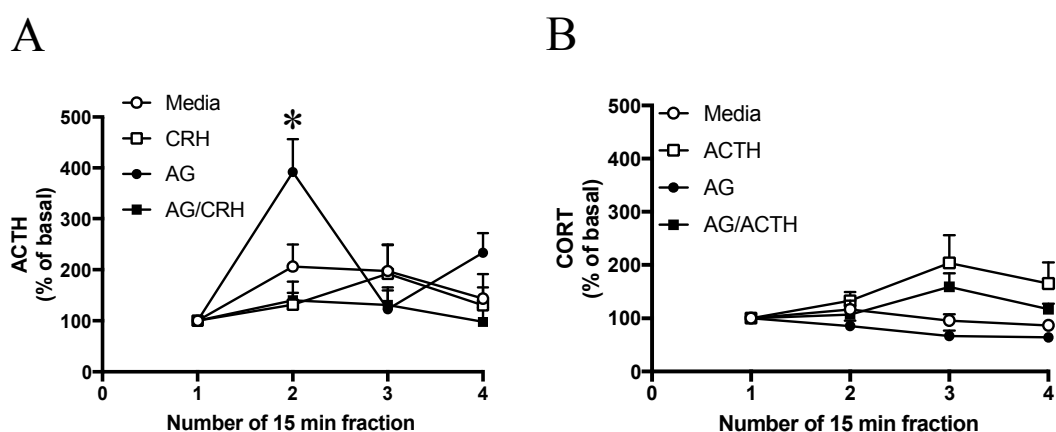 A
Media
CRH
AG
AG/CRH
*
500
400
300
200
100
0
ACTH
(% of basal)
0 1 2 3 4
Number of 15 min fraction
B
Media
ACTH
AG
AG/ACTH
500
400
300
200
100
0
CORT
(% of basal)
0 1 2 3 4
Number of 15 min fraction